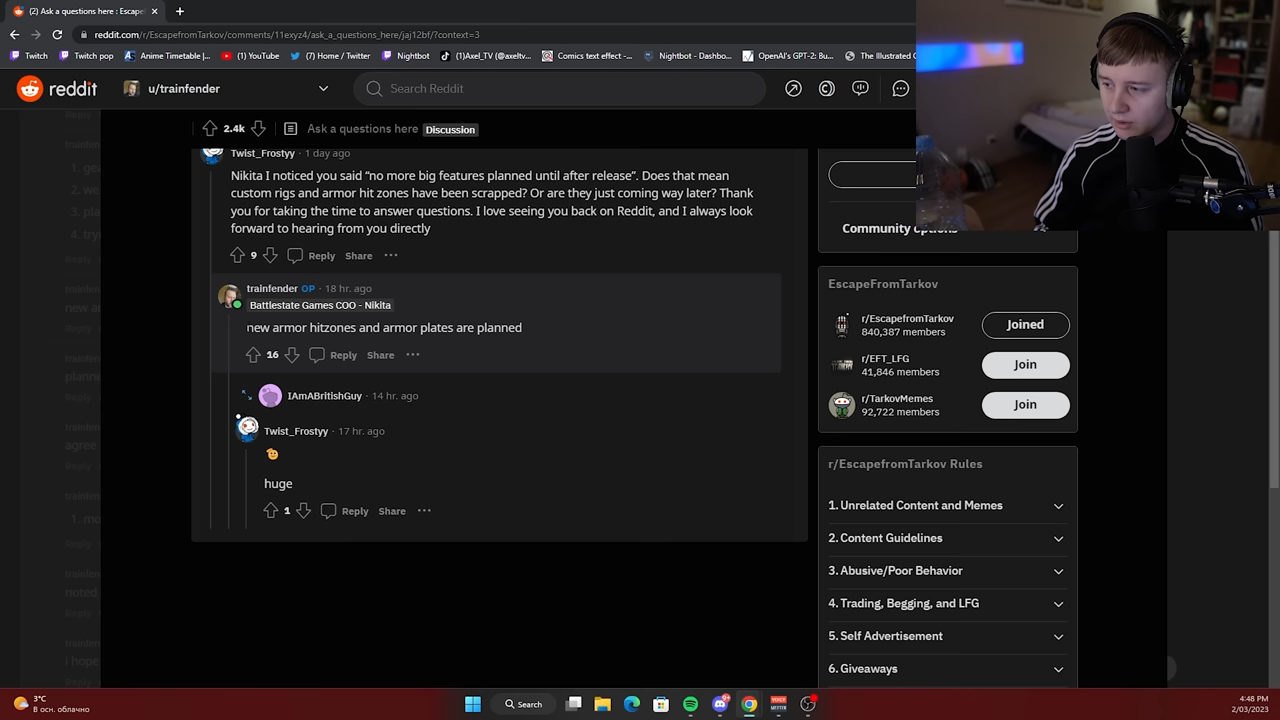 (2) Ask a questions here : Escape
reddit.com/r/EscapefromTarkov/comments/11exyz4/ask_a_questions_here/jaj12bf/?context=3
Twitch
Twitch pop
Anime Timetable |...
(1) YouTube
(7) Home / Twitter
Nightbot
Axel_T (@axeltv...
Comics text effect -...
Nightbot - Dashbo...
OpenAI's GPT-2: Bu...
The Illustrated G
reddit
u/trainfender
Search Reddit
2.4k
Ask a questions here
Discussion
Twist_Frostyy · 1 day ago
Nikita I noticed you said “no more big features planned until after release”. Does that mean
custom rigs and armor hit zones have been scrapped? Or are they just coming way later? Thank
you for taking the time to answer questions. I love seeing you back on Reddit, and I always look
forward to hearing from you directly
9
Reply
Share
trainfender OP · 18 hr. ago
Battlestate Games COO - Nikita
new armor hitzones and armor plates are planned
16
Reply
Share
IAmABritishGuy · 14 hr. ago
Twist_Frostyy · 17 hr. ago
huge
1
Reply
Share
Community options
EscapeFromTarkov
r/EscapefromTarkov
840,387 members
Joined
r/EFT_LFG
41,846 members
Join
r/TarkovMemes
92,722 members
Join
r/EscapefromTarkov Rules
1. Unrelated Content and Memes
2. Content Guidelines
3. Abusive/Poor Behavior
4. Trading, Begging, and LFG
5. Self Advertisement
6. Giveaways
3°C
В осн. облачно
Search
4:48 PM
2/03/2023